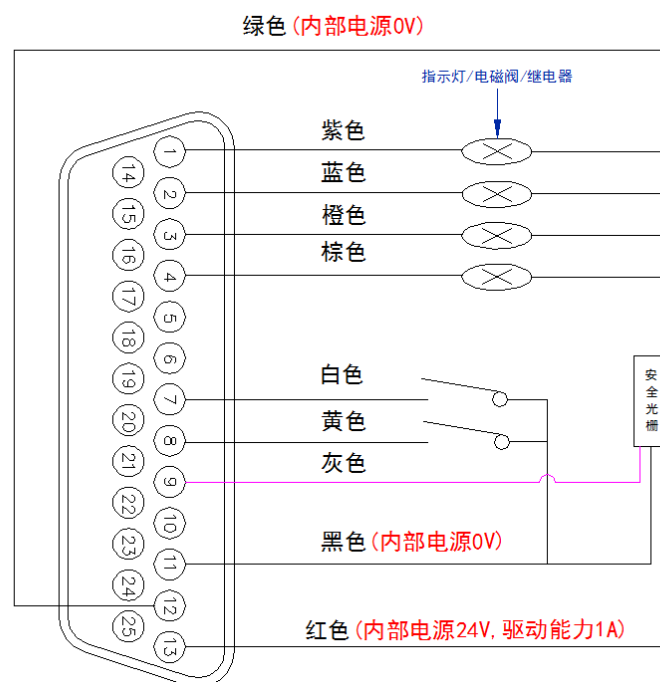 绿色(内部电源0V)
指示灯/电磁阀/继电器
紫色
蓝色
橙色
棕色
白色
黄色
灰色
黑色(内部电源0V)
红色(内部电源24V,驱动能力1A)
安
全
光
栅
1
2
3
4
5
6
7
8
9
10
11
12
13
14
15
16
17
18
19
20
21
22
23
24
25